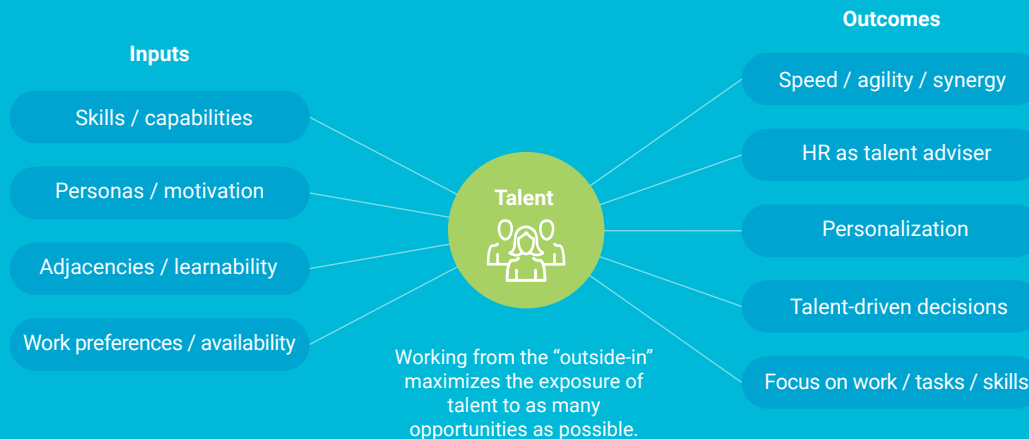 Inputs
Skills / capabilities
Personas / motivation
Adjacencies / learnability
Work preferences / availability
Talent
Working from the “outside-in”
maximizes the exposure of
talent to as many
opportunities as possible.
Outcomes
Speed / agility / synergy
HR as talent adviser
Personalization
Talent-driven decisions
Focus on work / tasks / skills